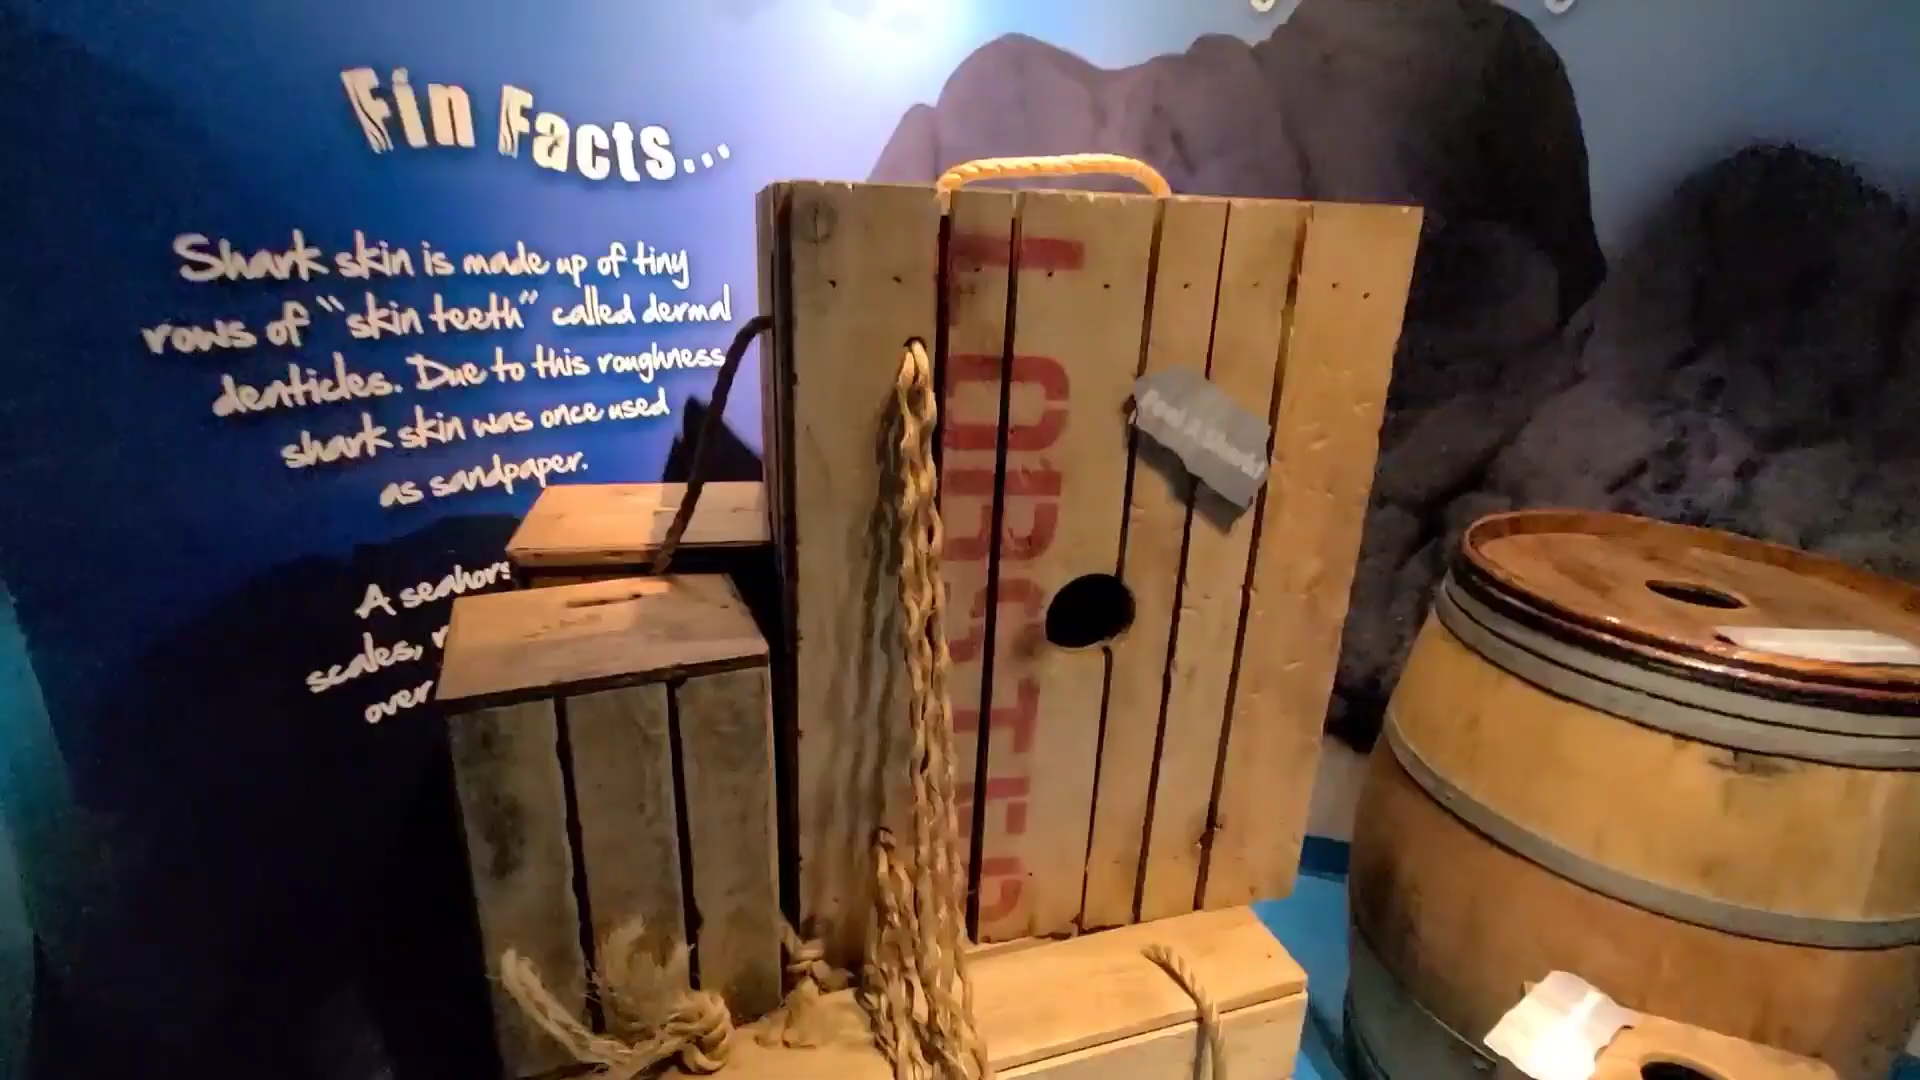 Fin Facts...
Shark skin is made up of tiny
rows of "skin teeth" called dermal
denticles. Due to this roughness
shark skin was once used
as sandpaper.
A seahors
scales,
over
LOBSTER
Feel A Shark!